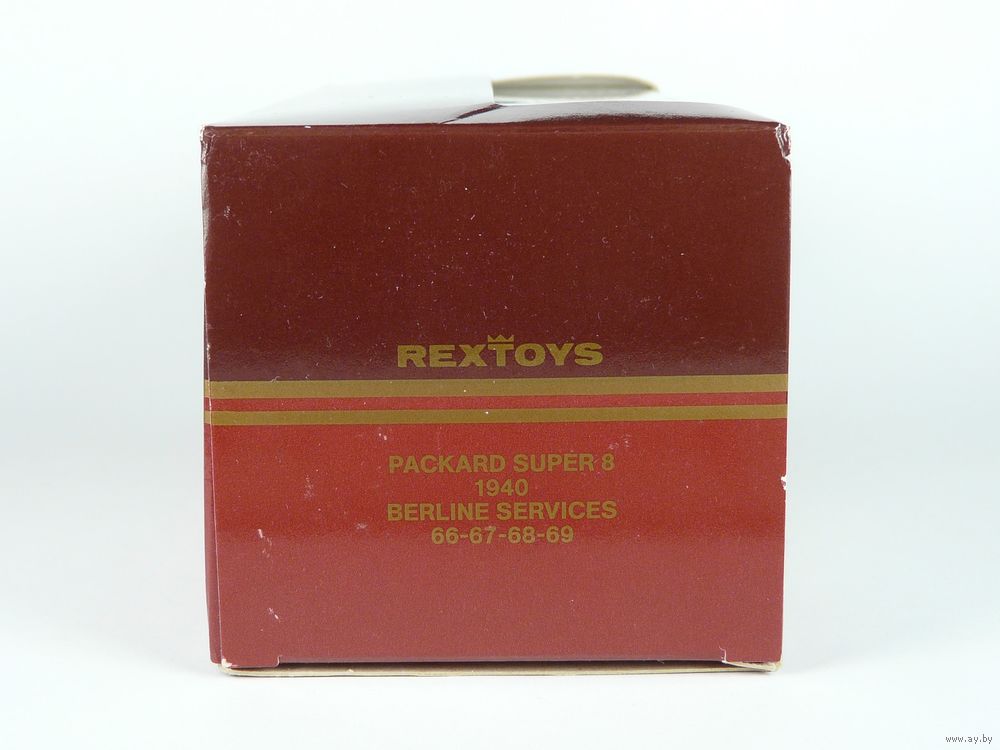 REXTOYS
PACKARD SUPER 8
1940
BERLINE SERVICES
66-67-68-69
www.ay.by